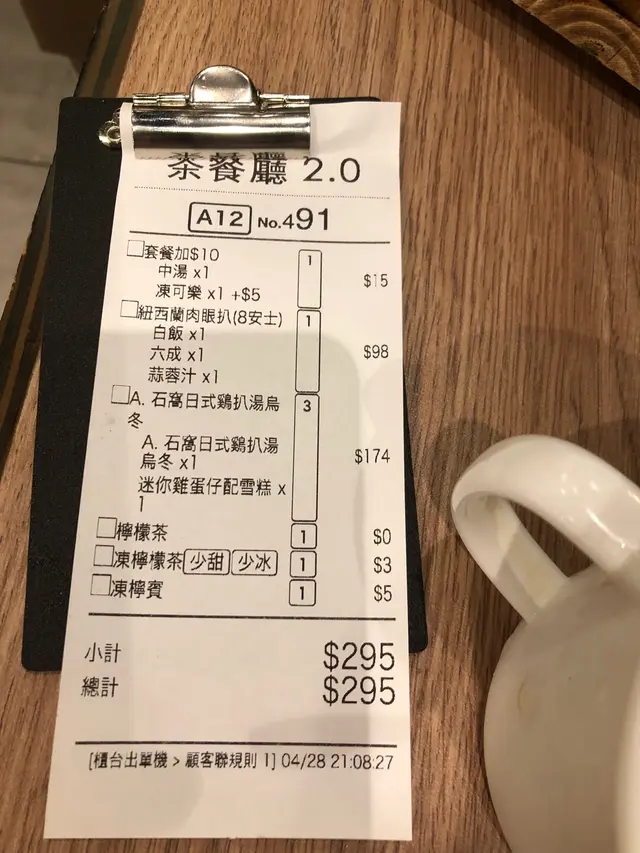 茶餐廳 2.0
A12 No.491
套餐加$10 1 $15
中湯 x1
凍可樂 x1 +$5
紐西蘭肉眼扒(8安士) 1 $98
白飯 x1
六成 x1
蒜蓉汁 x1
A. 石窩日式鷄扒湯烏 3 $174
冬
A. 石窩日式鷄扒湯
烏冬 x1
迷你雞蛋仔配雪糕 x
1
檸檬茶 1 $0
凍檸檬茶 少甜 少冰 1 $3
凍檸賓 1 $5
小計 $295
總計 $295
[櫃台出單機 > 顧客聯規則 1] 04/28 21:08:27